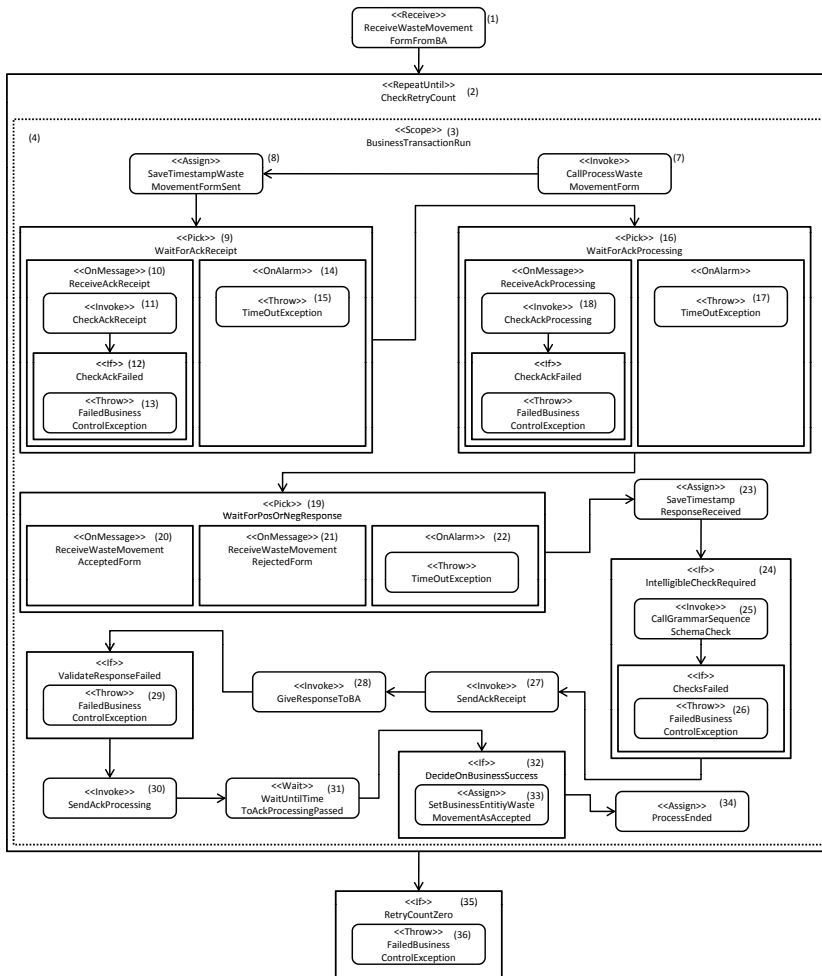 <<Receive>> (1)
ReceiveWasteMovement
FormFromBA
<<RepeatUntil>> (2)
CheckRetryCount
(4)
<<Scope>> (3)
BusinessTransactionRun
<<Assign>> (8)
SaveTimestampWaste
MovementFormSent
<<Invoke>> (7)
CallProcessWaste
MovementForm
<<Pick>> (9)
WaitForAckReceipt
<<OnMessage>> (10)
ReceiveAckReceipt
<<Invoke>> (11)
CheckAckReceipt
<<If>> (12)
CheckAckFailed
<<Throw>> (13)
FailedBusiness
ControlException
<<OnAlarm>> (14)
<<Throw>> (15)
TimeOutException
<<Pick>> (16)
WaitForAckProcessing
<<OnMessage>>
ReceiveAckProcessing
<<Invoke>> (18)
CheckAckProcessing
<<If>>
CheckAckFailed
<<Throw>>
FailedBusiness
ControlException
<<OnAlarm>>
<<Throw>> (17)
TimeOutException
<<Pick>> (19)
WaitForPosOrNegResponse
<<OnMessage>> (20)
ReceiveWasteMovement
AcceptedForm
<<OnMessage>> (21)
ReceiveWasteMovement
RejectedForm
<<OnAlarm>> (22)
<<Throw>>
TimeOutException
<<Assign>> (23)
SaveTimestamp
ResponseReceived
<<If>> (24)
IntelligibleCheckRequired
<<Invoke>> (25)
CallGrammarSequence
SchemaCheck
<<If>>
ChecksFailed
<<Throw>> (26)
FailedBusiness
ControlException
<<Invoke>> (27)
SendAckReceipt
<<Invoke>> (28)
GiveResponseToBA
<<If>>
ValidateResponseFailed
<<Throw>> (29)
FailedBusiness
ControlException
<<Invoke>> (30)
SendAckProcessing
<<Wait>> (31)
WaitUntilTime
ToAckProcessingPassed
<<If>> (32)
DecideOnBusinessSuccess
<<Assign>> (33)
SetBusinessEntitiyWaste
MovementAsAccepted
<<Assign>> (34)
ProcessEnded
<<If>> (35)
RetryCountZero
<<Throw>> (36)
FailedBusiness
ControlException